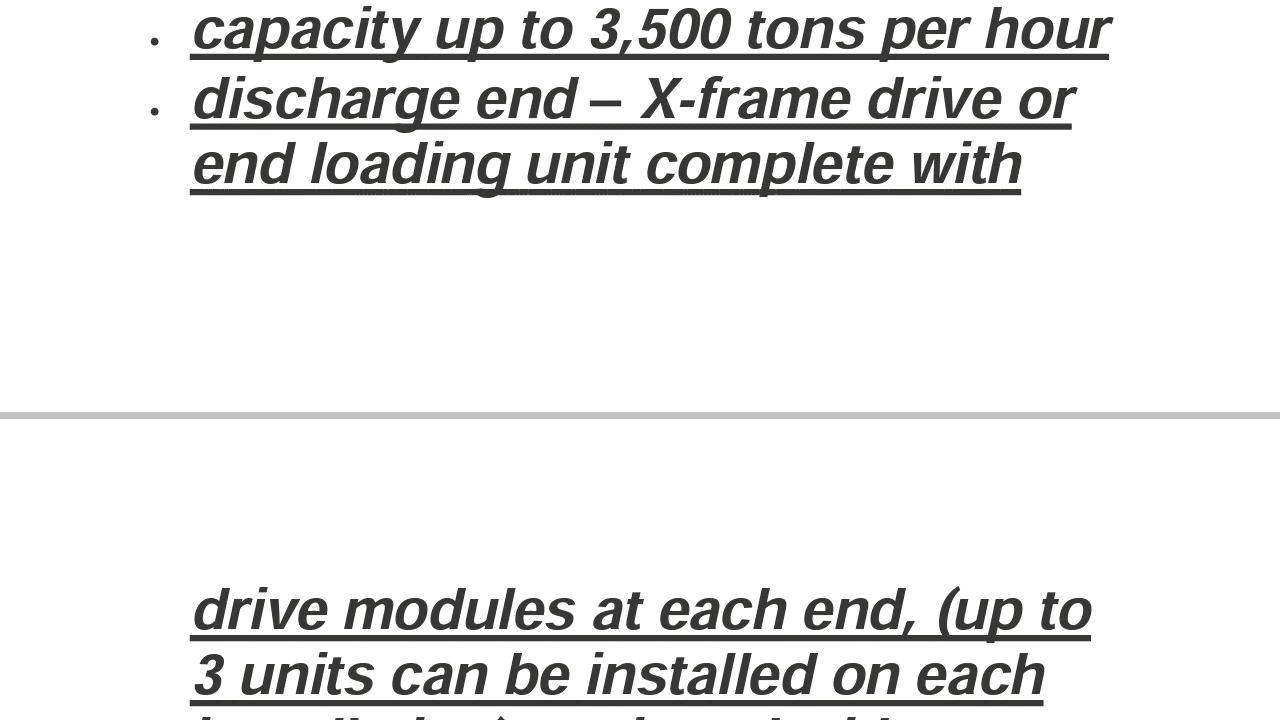 • capacity up to 3,500 tons per hour
• discharge end – X-frame drive or
end loading unit complete with
drive modules at each end, (up to
3 units can be installed on each